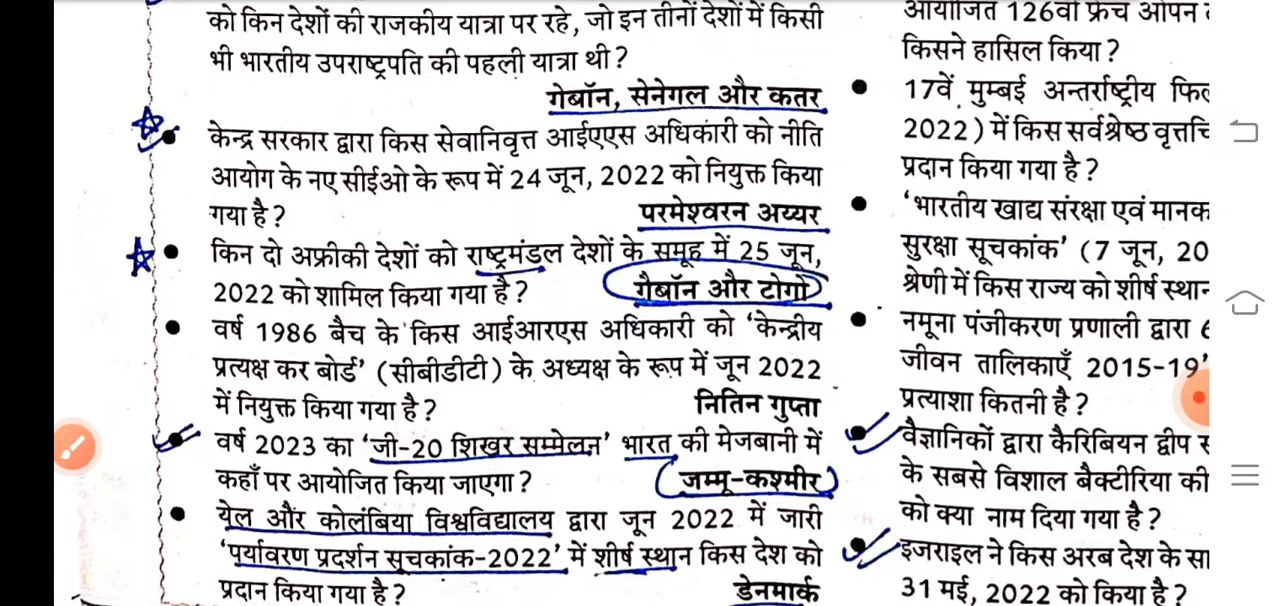 को किन देशों की राजकीय यात्रा पर रहे, जो इन तीनों देशों में किसी
भी भारतीय उपराष्ट्रपति की पहली यात्रा थी?
गेबॉन, सेनेगल और कतर
केन्द्र सरकार द्वारा किस सेवानिवृत्त आईएएस अधिकारी को नीति
आयोग के नए सीईओ के रूप में 24 जून, 2022 को नियुक्त किया
गया है? परमेश्वरन अय्यर
किन दो अफ्रीकी देशों को राष्ट्रमंडल देशों के समूह में 25 जून,
2022 को शामिल किया गया है? गैबॉन और टोगो
वर्ष 1986 बैच के किस आईआरएस अधिकारी को ‘केन्द्रीय
प्रत्यक्ष कर बोर्ड’ (सीबीडीटी) के अध्यक्ष के रूप में जून 2022
में नियुक्त किया गया है? नितिन गुप्ता
वर्ष 2023 का ‘जी-20 शिखर सम्मेलन’ भारत की मेजबानी में
कहाँ पर आयोजित किया जाएगा? जम्मू-कश्मीर
येल और कोलंबिया विश्वविद्यालय द्वारा जून 2022 में जारी
‘पर्यावरण प्रदर्शन सूचकांक-2022’ में शीर्ष स्थान किस देश को
प्रदान किया गया है? डेनमार्क
आयोजित 126वां फ्रेंच ओपन
किसने हासिल किया?
17वें मुम्बई अन्तर्राष्ट्रीय
2022) में किस सर्वश्रेष्ठ
प्रदान किया गया है?
‘भारतीय खाद्य संरक्षा एवं मानक
सुरक्षा सूचकांक’ (7 जून, 20
श्रेणी में किस राज्य को शीर्ष स्थान
नमूना पंजीकरण प्रणाली द्वारा
जीवन तालिकाएँ 2015-19’
प्रत्याशा कितनी है?
वैज्ञानिकों द्वारा कैरिबियन द्वीप
के सबसे विशाल बैक्टीरिया की
को क्या नाम दिया गया है?
इजराइल ने किस अरब देश के
31 मई, 2022 को किया है?